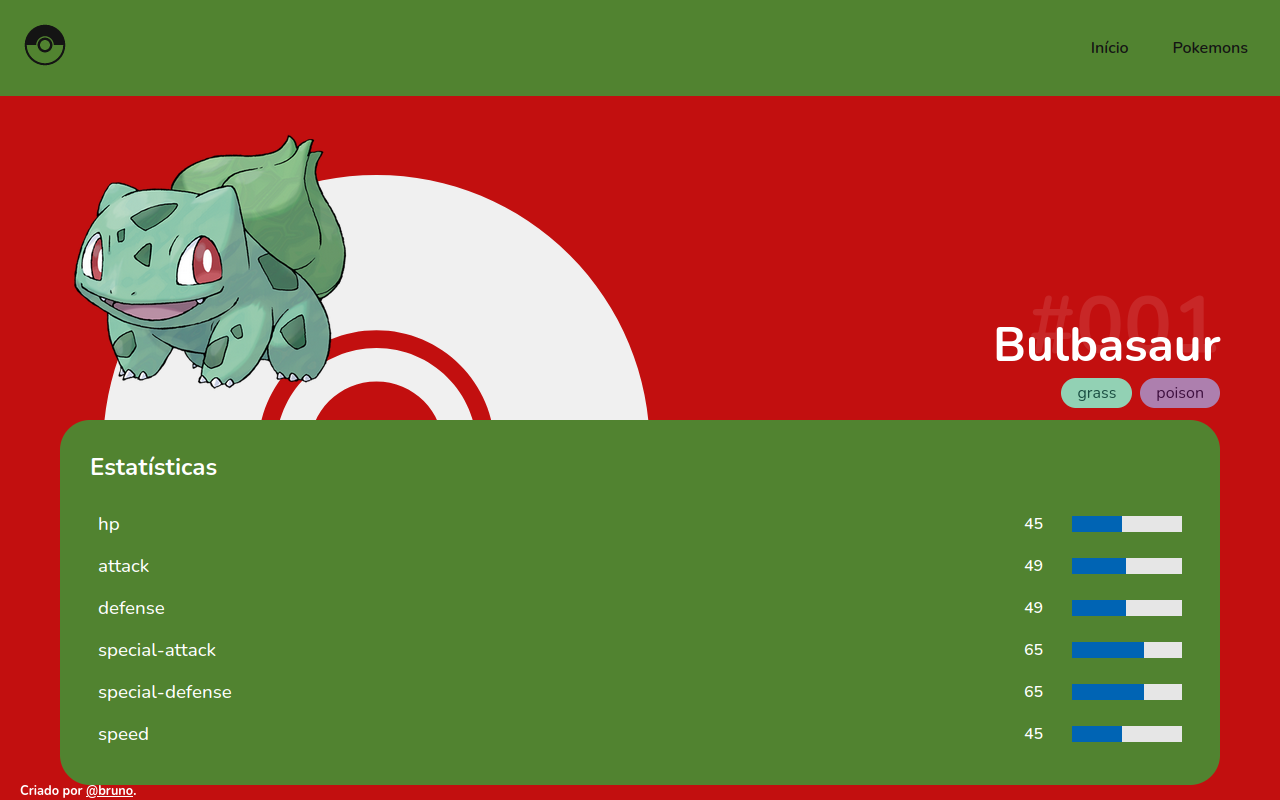 Início Pokemons
#001
Bulbasaur
grass poison
Estatísticas
hp 45
attack 49
defense 49
special-attack 65
special-defense 65
speed 45
Criado por @bruno.